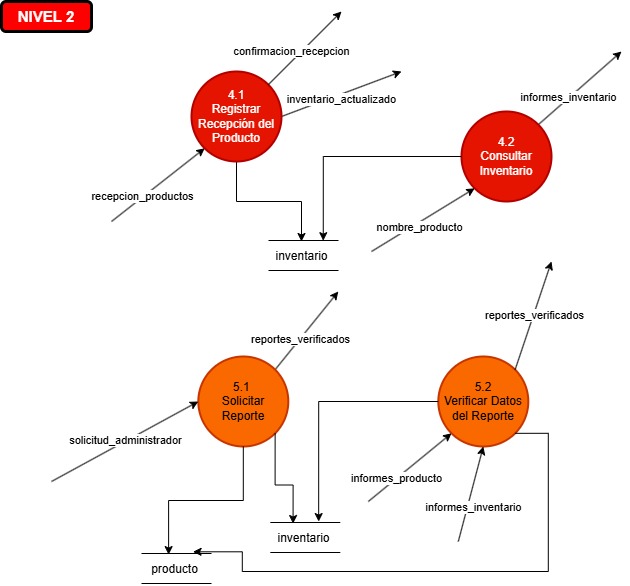 NIVEL 2
confirmacion_recepcion
4.1
Registrar
Recepción del
Producto
inventario_actualizado
recepcion_productos
informes_inventario
4.2
Consultar
Inventario
nombre_producto
inventario
reportes_verificados
5.1
Solicitar
Reporte
solicitud_administrador
reportes_verificados
5.2
Verificar Datos
del Reporte
informes_producto
informes_inventario
inventario
producto